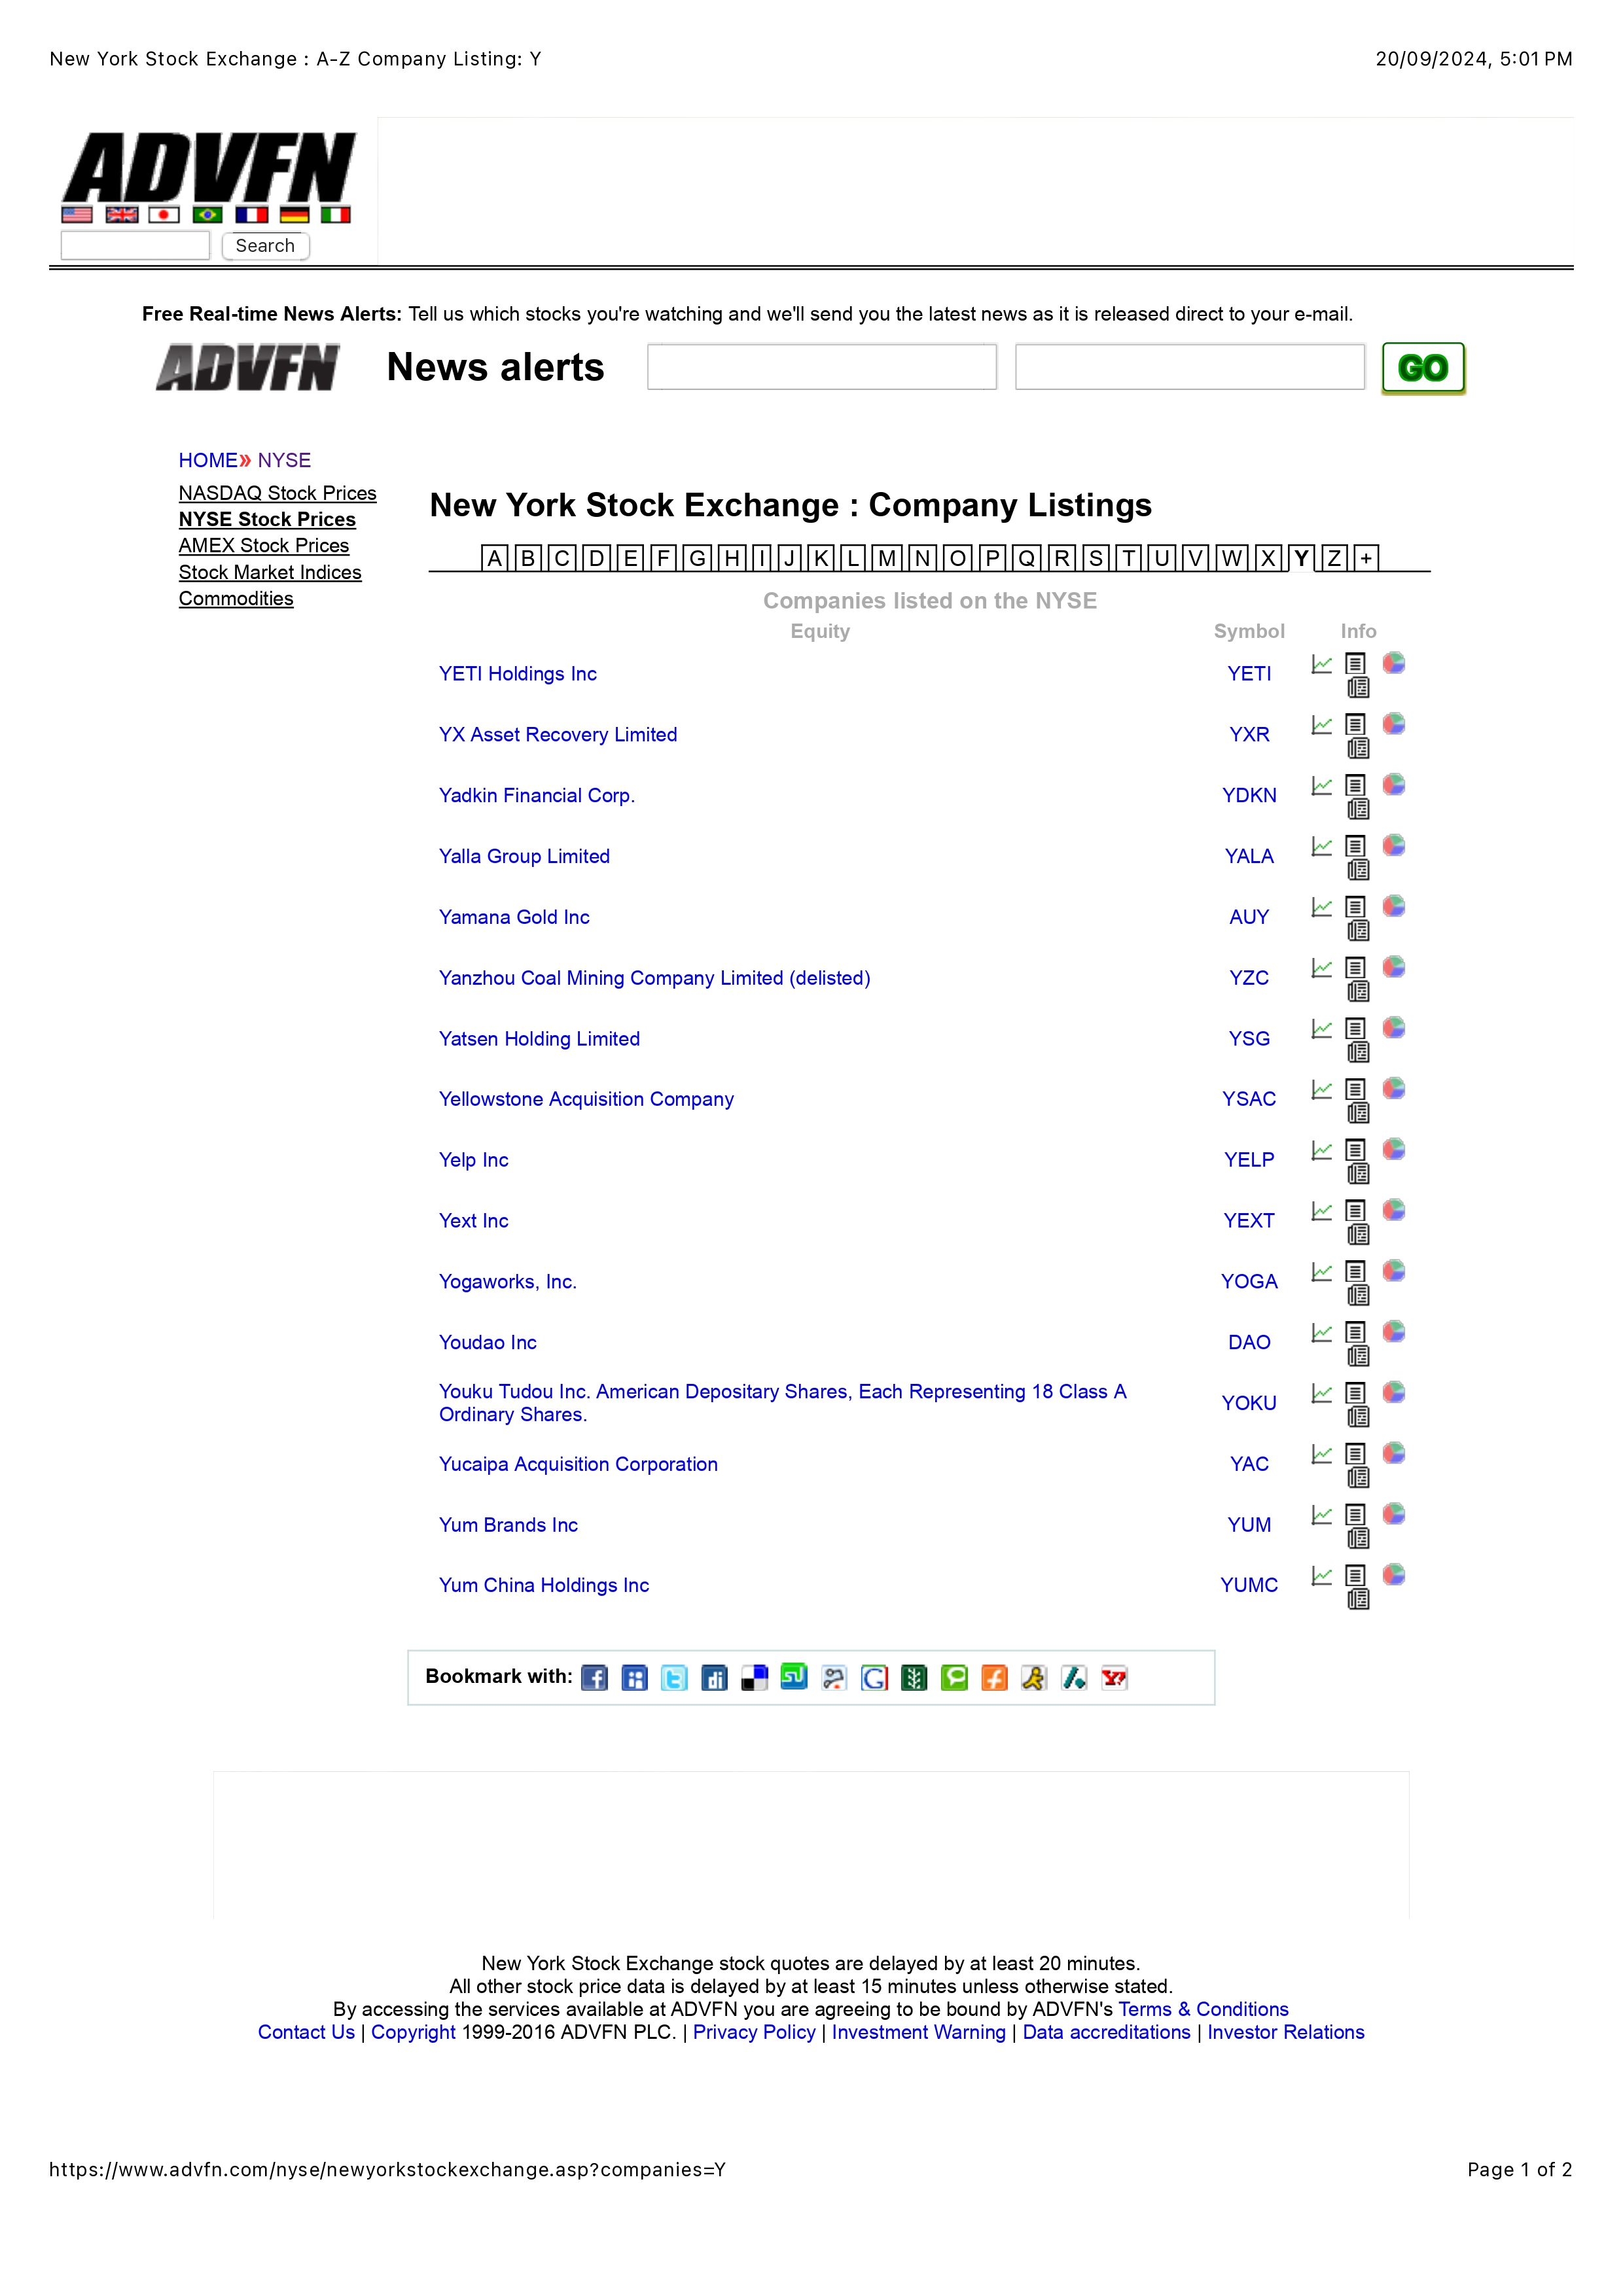 New York Stock Exchange : A-Z Company Listing: Y 20/09/2024, 5:01 PM
ADVFN
Search
Free Real-time News Alerts: Tell us which stocks you're watching and we'll send you the latest news as it is released direct to your e-mail.
ADVFN News alerts GO
HOME» NYSE
NASDAQ Stock Prices
NYSE Stock Prices
AMEX Stock Prices
Stock Market Indices
Commodities
New York Stock Exchange : Company Listings
A B C D E F G H I J K L M N O P Q R S T U V W X Y Z +
Companies listed on the NYSE
Equity Symbol Info
YETI Holdings Inc YETI
YX Asset Recovery Limited YXR
Yadkin Financial Corp. YDKN
Yalla Group Limited YALA
Yamana Gold Inc AUY
Yanzhou Coal Mining Company Limited (delisted) YZC
Yatsen Holding Limited YSG
Yellowstone Acquisition Company YSAC
Yelp Inc YELP
Yext Inc YEXT
Yogaworks, Inc. YOGA
Youdao Inc DAO
Youku Tudou Inc. American Depositary Shares, Each Representing 18 Class A
Ordinary Shares. YOKU
Yucaipa Acquisition Corporation YAC
Yum Brands Inc YUM
Yum China Holdings Inc YUMC
Bookmark with:
New York Stock Exchange stock quotes are delayed by at least 20 minutes.
All other stock price data is delayed by at least 15 minutes unless otherwise stated.
By accessing the services available at ADVFN you are agreeing to be bound by ADVFN's Terms & Conditions
Contact Us | Copyright 1999-2016 ADVFN PLC. | Privacy Policy | Investment Warning | Data accreditations | Investor Relations
https://www.advfn.com/nyse/newyorkstockexchange.asp?companies=Y Page 1 of 2